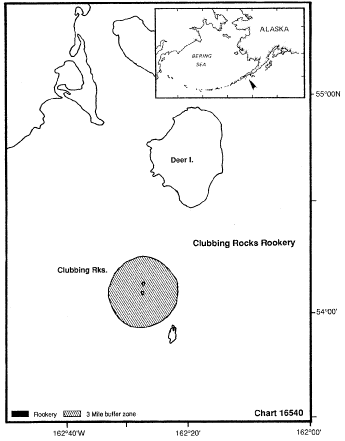 ALASKA
BERING
SEA
55°00N
Deer I.
Clubbing Rocks Rookery
Clubbing Rks.
54°00'
Rookery
3 Mile buffer zone
Chart 16540
162°40'W
162°20'
162°00'